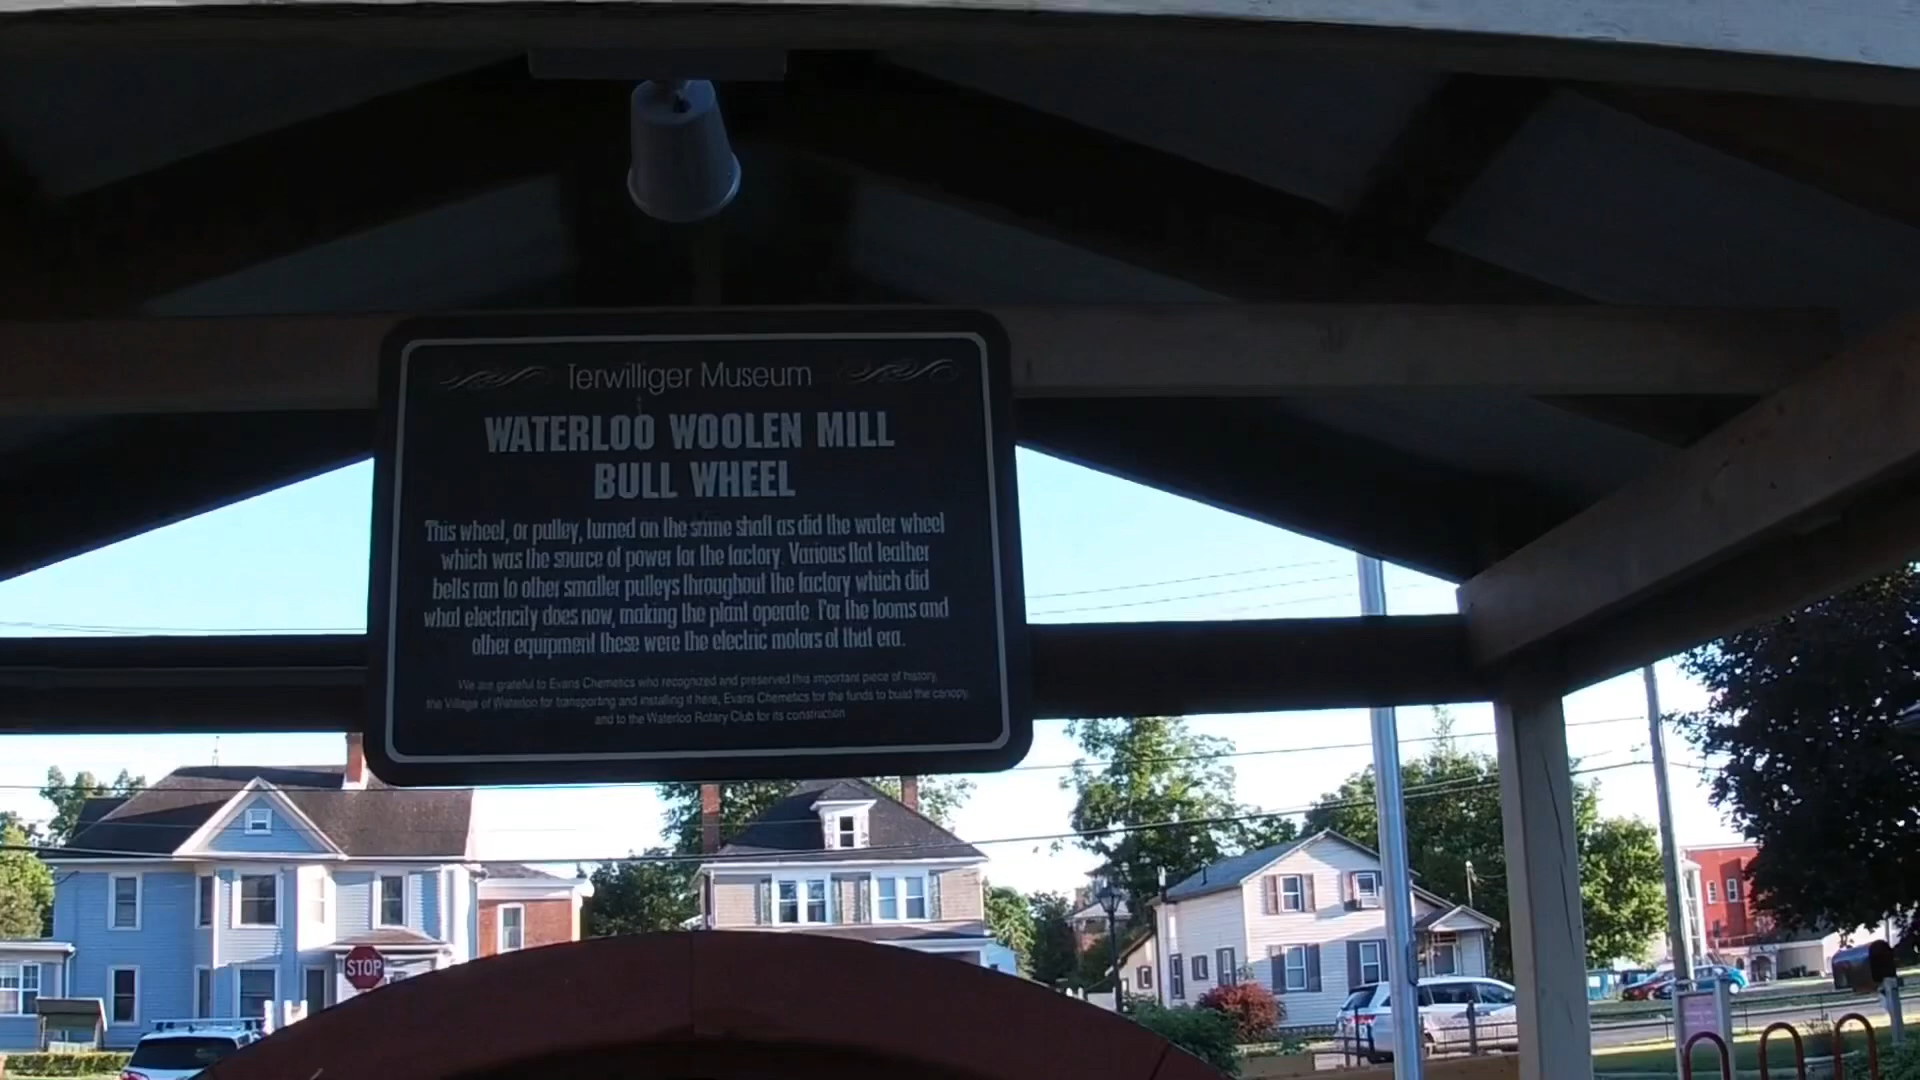 Terwilliger Museum
WATERLOO WOOLEN MILL
BULL WHEEL
This wheel, or pulley, turned on the same shaft as did the water wheel
which was the source of power for the factory. Various flat leather
belts ran to other smaller pulleys throughout the factory which did
what electricity does now, making the plant operate. For the looms and
other equipment these were the electric motors of that era.
We are grateful to Evans Chemetics who recognized and preserved this important piece of history,
the Village of Waterloo for transporting and installing it here, Evans Chemetics for the funds to build the canopy,
and to the Waterloo Rotary Club for its construction
STOP